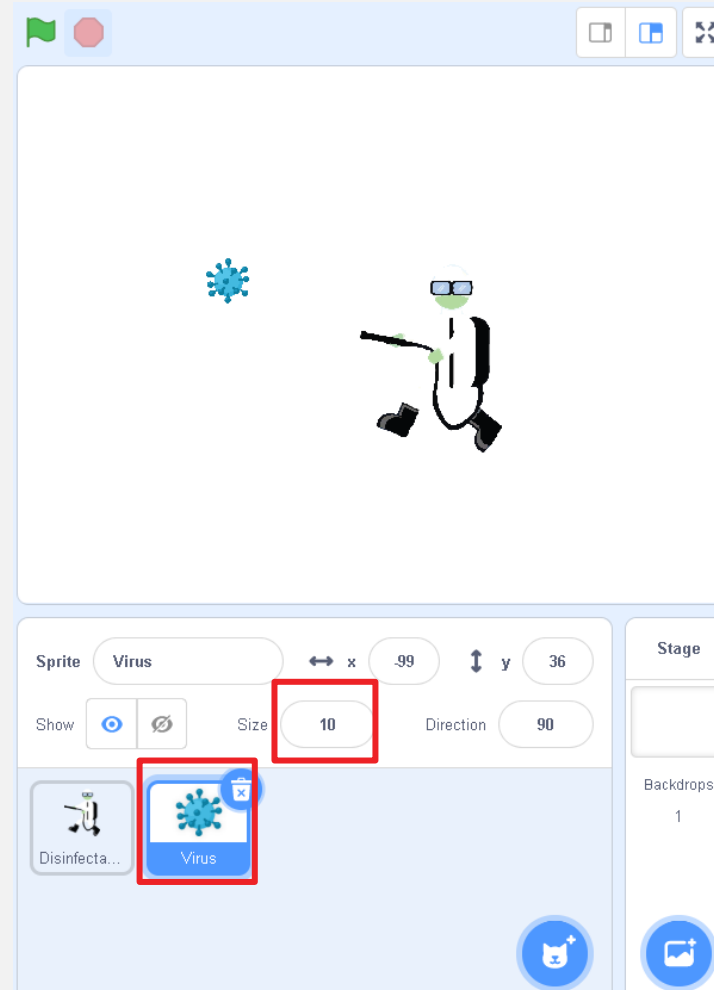 Sprite Virus x -99 y 36
Show Size 10 Direction 90
Disinfecta... Virus
Stage
Backdrops
1